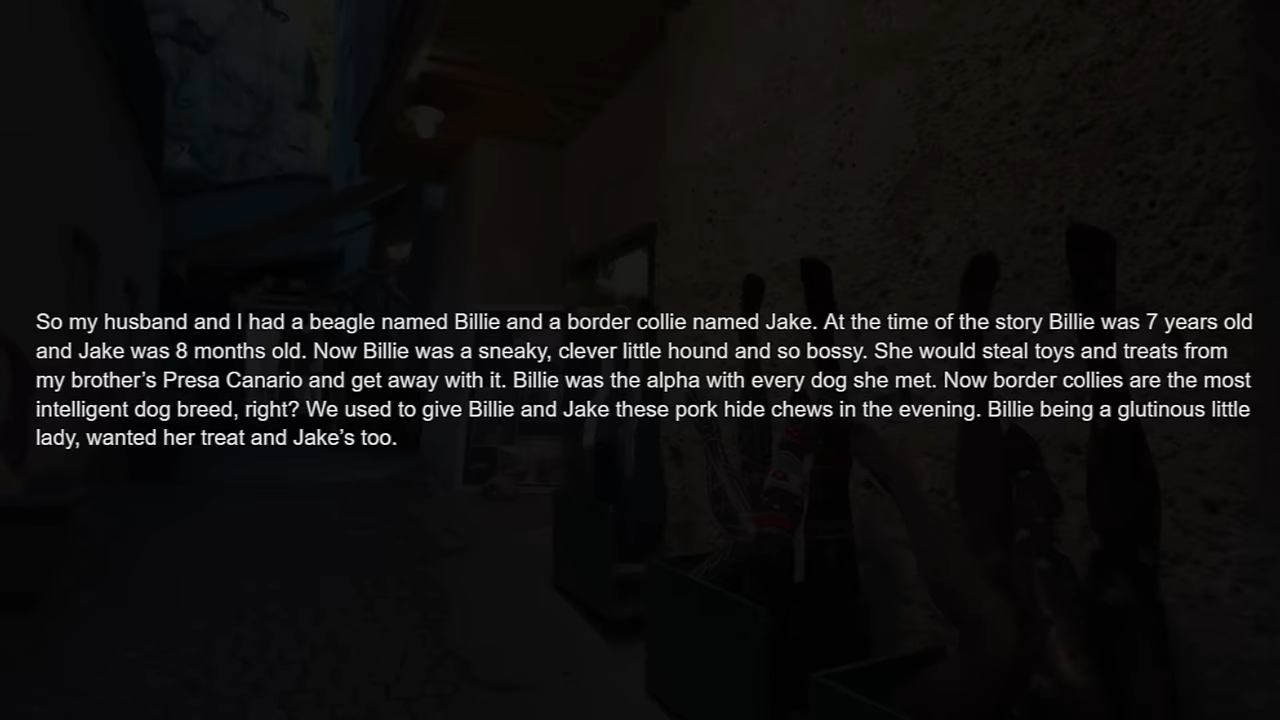 So my husband and I had a beagle named Billie and a border collie named Jake. At the time of the story Billie was 7 years old
and Jake was 8 months old. Now Billie was a sneaky, clever little hound and so bossy. She would steal toys and treats from
my brother’s Presa Canario and get away with it. Billie was the alpha with every dog she met. Now border collies are the most
intelligent dog breed, right? We used to give Billie and Jake these pork hide chews in the evening. Billie being a glutinous little
lady, wanted her treat and Jake’s too.